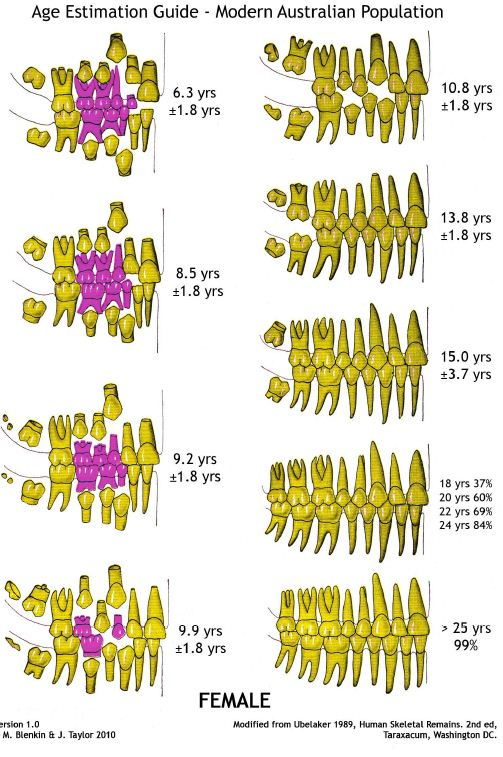 Age Estimation Guide - Modern Australian Population
6.3 yrs
±1.8 yrs
8.5 yrs
±1.8 yrs
9.2 yrs
±1.8 yrs
9.9 yrs
±1.8 yrs
10.8 yrs
±1.8 yrs
13.8 yrs
±1.8 yrs
15.0 yrs
±3.7 yrs
18 yrs 37%
20 yrs 60%
22 yrs 69%
24 yrs 84%
> 25 yrs
99%
FEMALE
ersion 1.0
M. Blenkin & J. Taylor 2010
Modified from Ubelaker 1989, Human Skeletal Remains. 2nd ed,
Taraxacum, Washington DC.